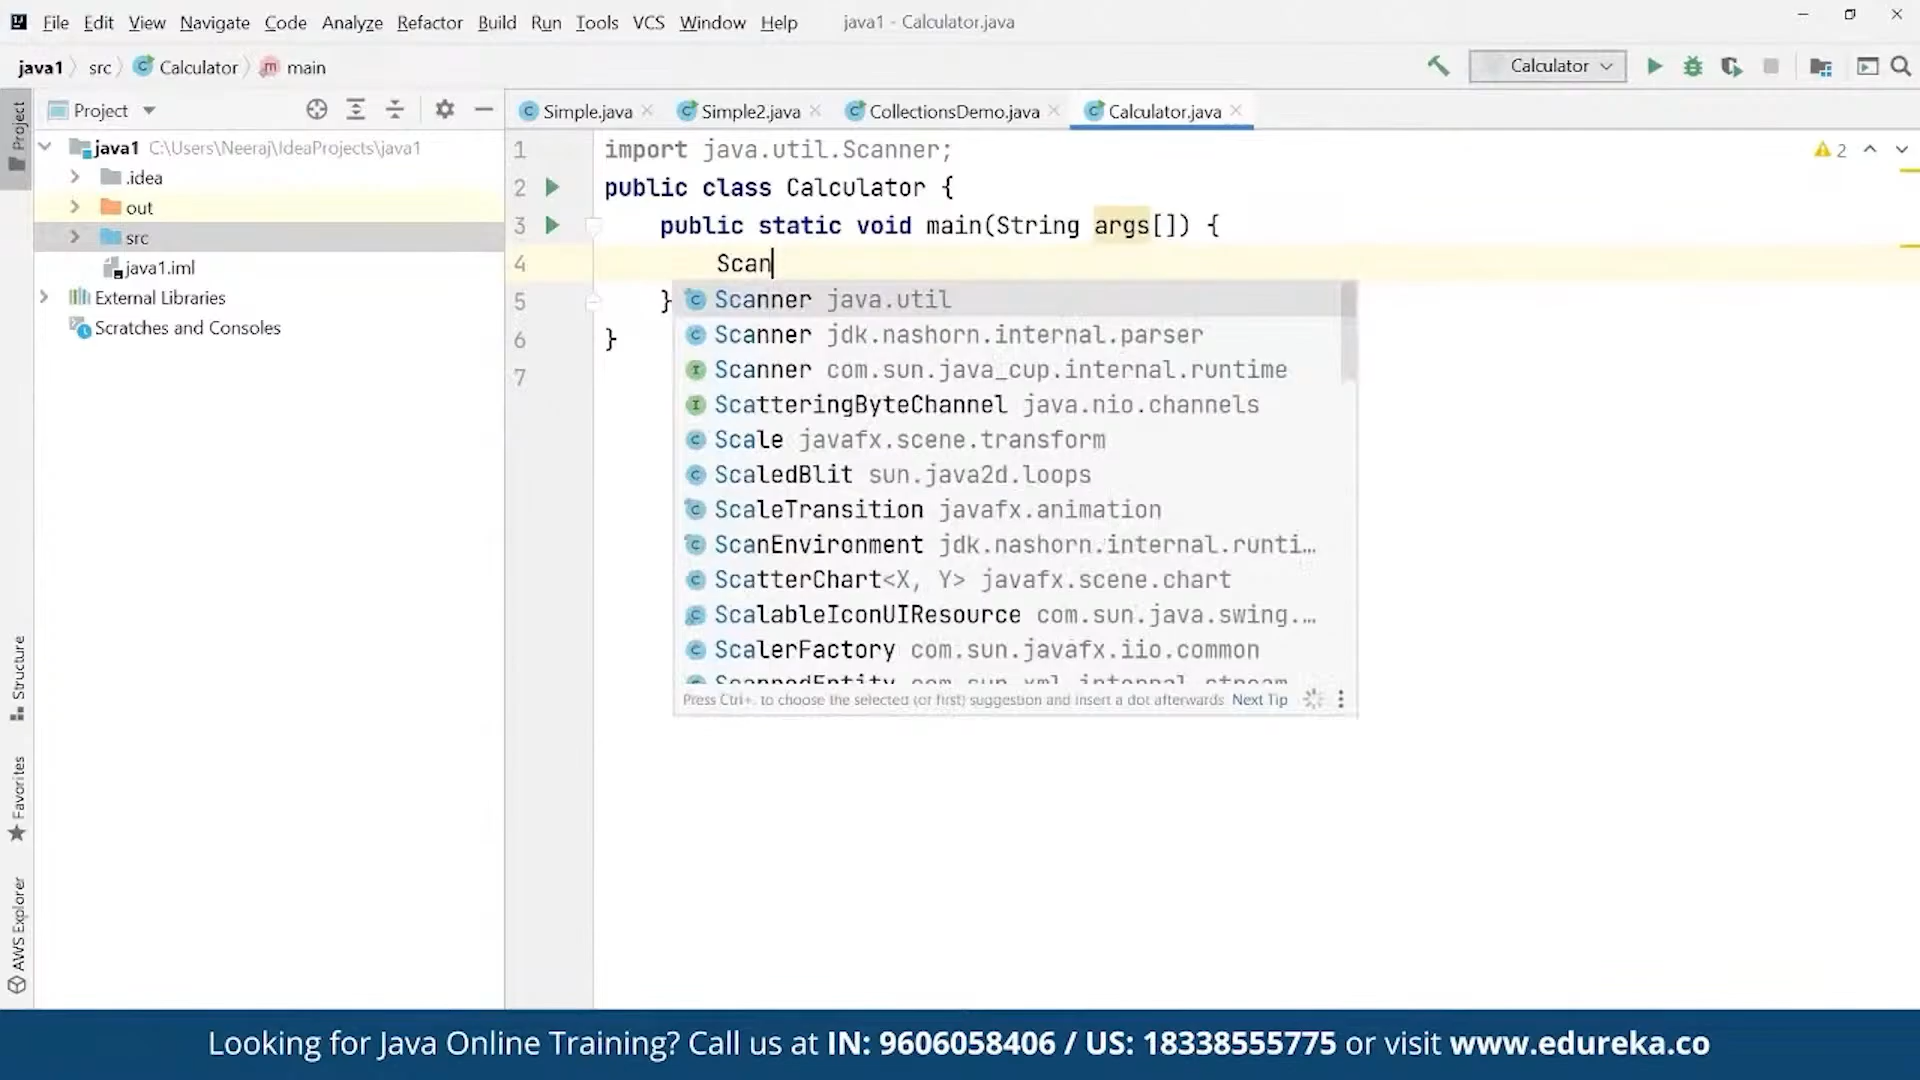 File Edit View Navigate Code Analyze Refactor Build Run Tools VCS Window Help java1 - Calculator.java
java1 src Calculator main
Calculator
Project
Simple.java Simple2.java CollectionsDemo.java Calculator.java
java1 C:\Users\Neeraj\IdeaProjects\java1
.idea
out
src
java1.iml
External Libraries
Scratches and Consoles
Project
Structure
Favorites
AWS Explorer
1 import java.util.Scanner;
2 public class Calculator {
3 public static void main(String args[]) {
4 Scan
5 }
6 }
7
2
Scanner java.util
Scanner jdk.nashorn.internal.parser
Scanner com.sun.java_cup.internal.runtime
ScatteringByteChannel java.nio.channels
Scale javafx.scene.transform
ScaledBlit sun.java2d.loops
ScaleTransition javafx.animation
ScanEnvironment jdk.nashorn.internal.runti…
ScatterChart<X, Y> javafx.scene.chart
ScalableIconUIResource com.sun.java.swing.…
ScalerFactory com.sun.javafx.iio.common
ScannedEntity com.sun.xml.internal.stream
Press Ctrl+. to choose the selected (or first) suggestion and insert a dot afterwards Next Tip
Looking for Java Online Training? Call us at IN: 9606058406 / US: 18338555775 or visit www.edureka.co